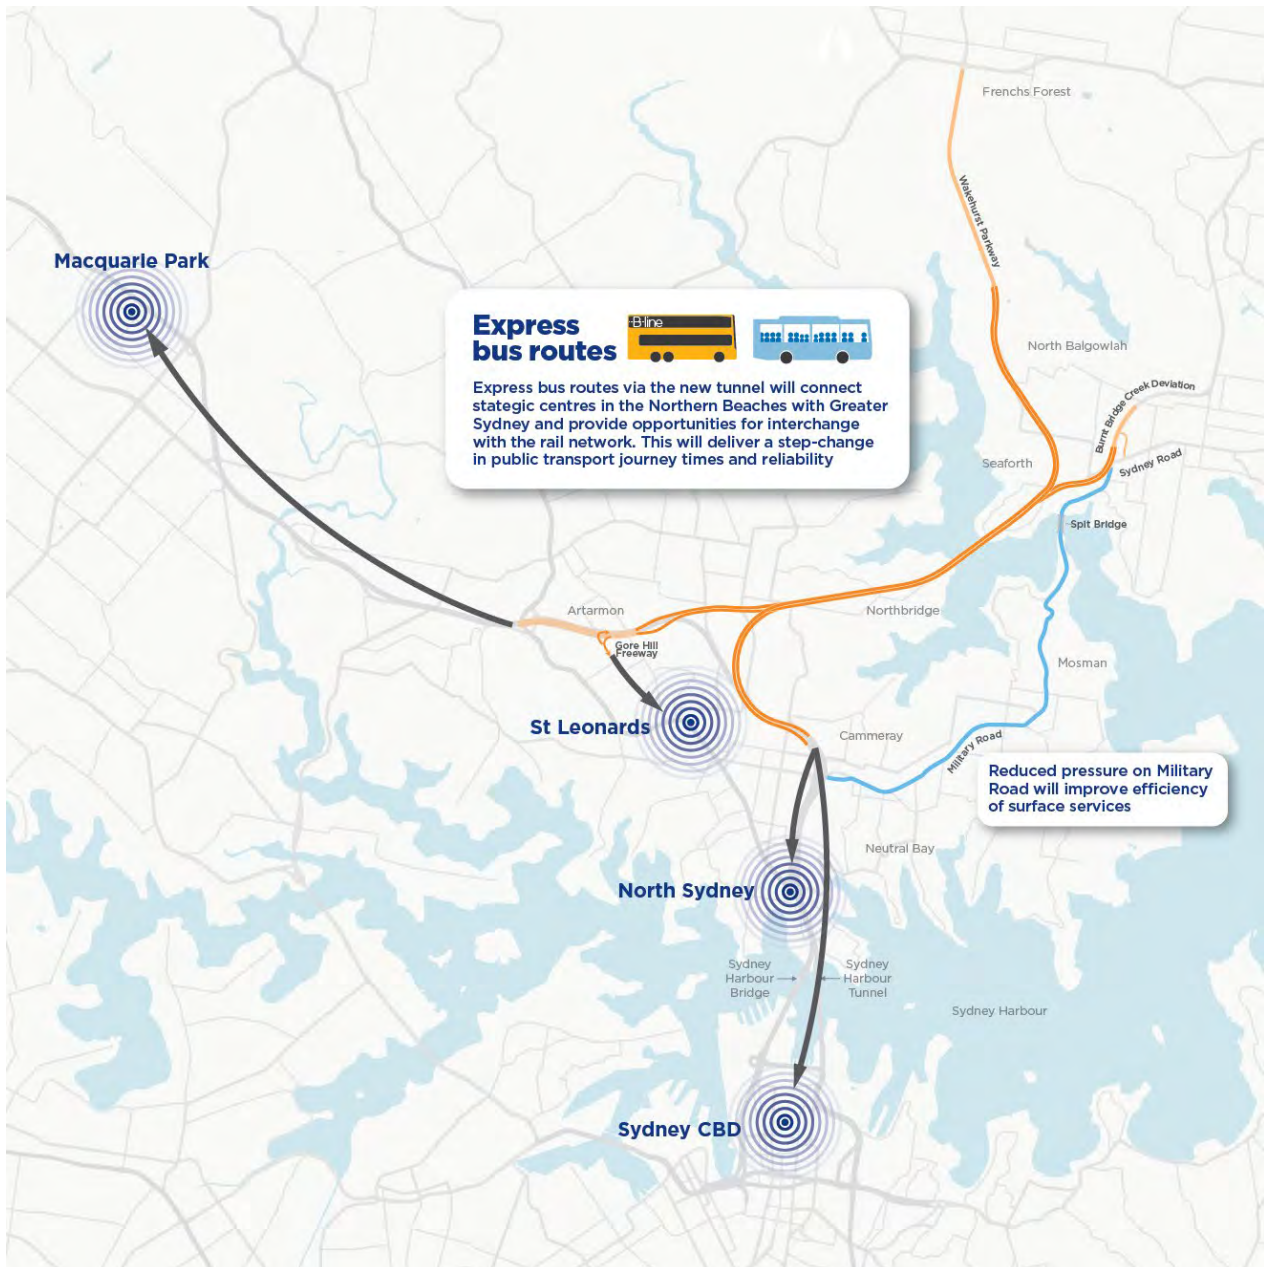 Frenchs Forest
Wakehurst Parkway
Macquarie Park
Express
bus routes
B·line
Express bus routes via the new tunnel will connect
stategic centres in the Northern Beaches with Greater
Sydney and provide opportunities for interchange
with the rail network. This will deliver a step-change
in public transport journey times and reliability
North Balgowlah
Burnt Bridge Creek Deviation
Seaforth
Sydney Road
Spit Bridge
Artarmon
Northbridge
Gore Hill
Freeway
Mosman
St Leonards
Cammeray
Military Road
Reduced pressure on Military
Road will improve efficiency
of surface services
Neutral Bay
North Sydney
Sydney
Harbour
Bridge
Sydney
Harbour
Tunnel
Sydney Harbour
Sydney CBD